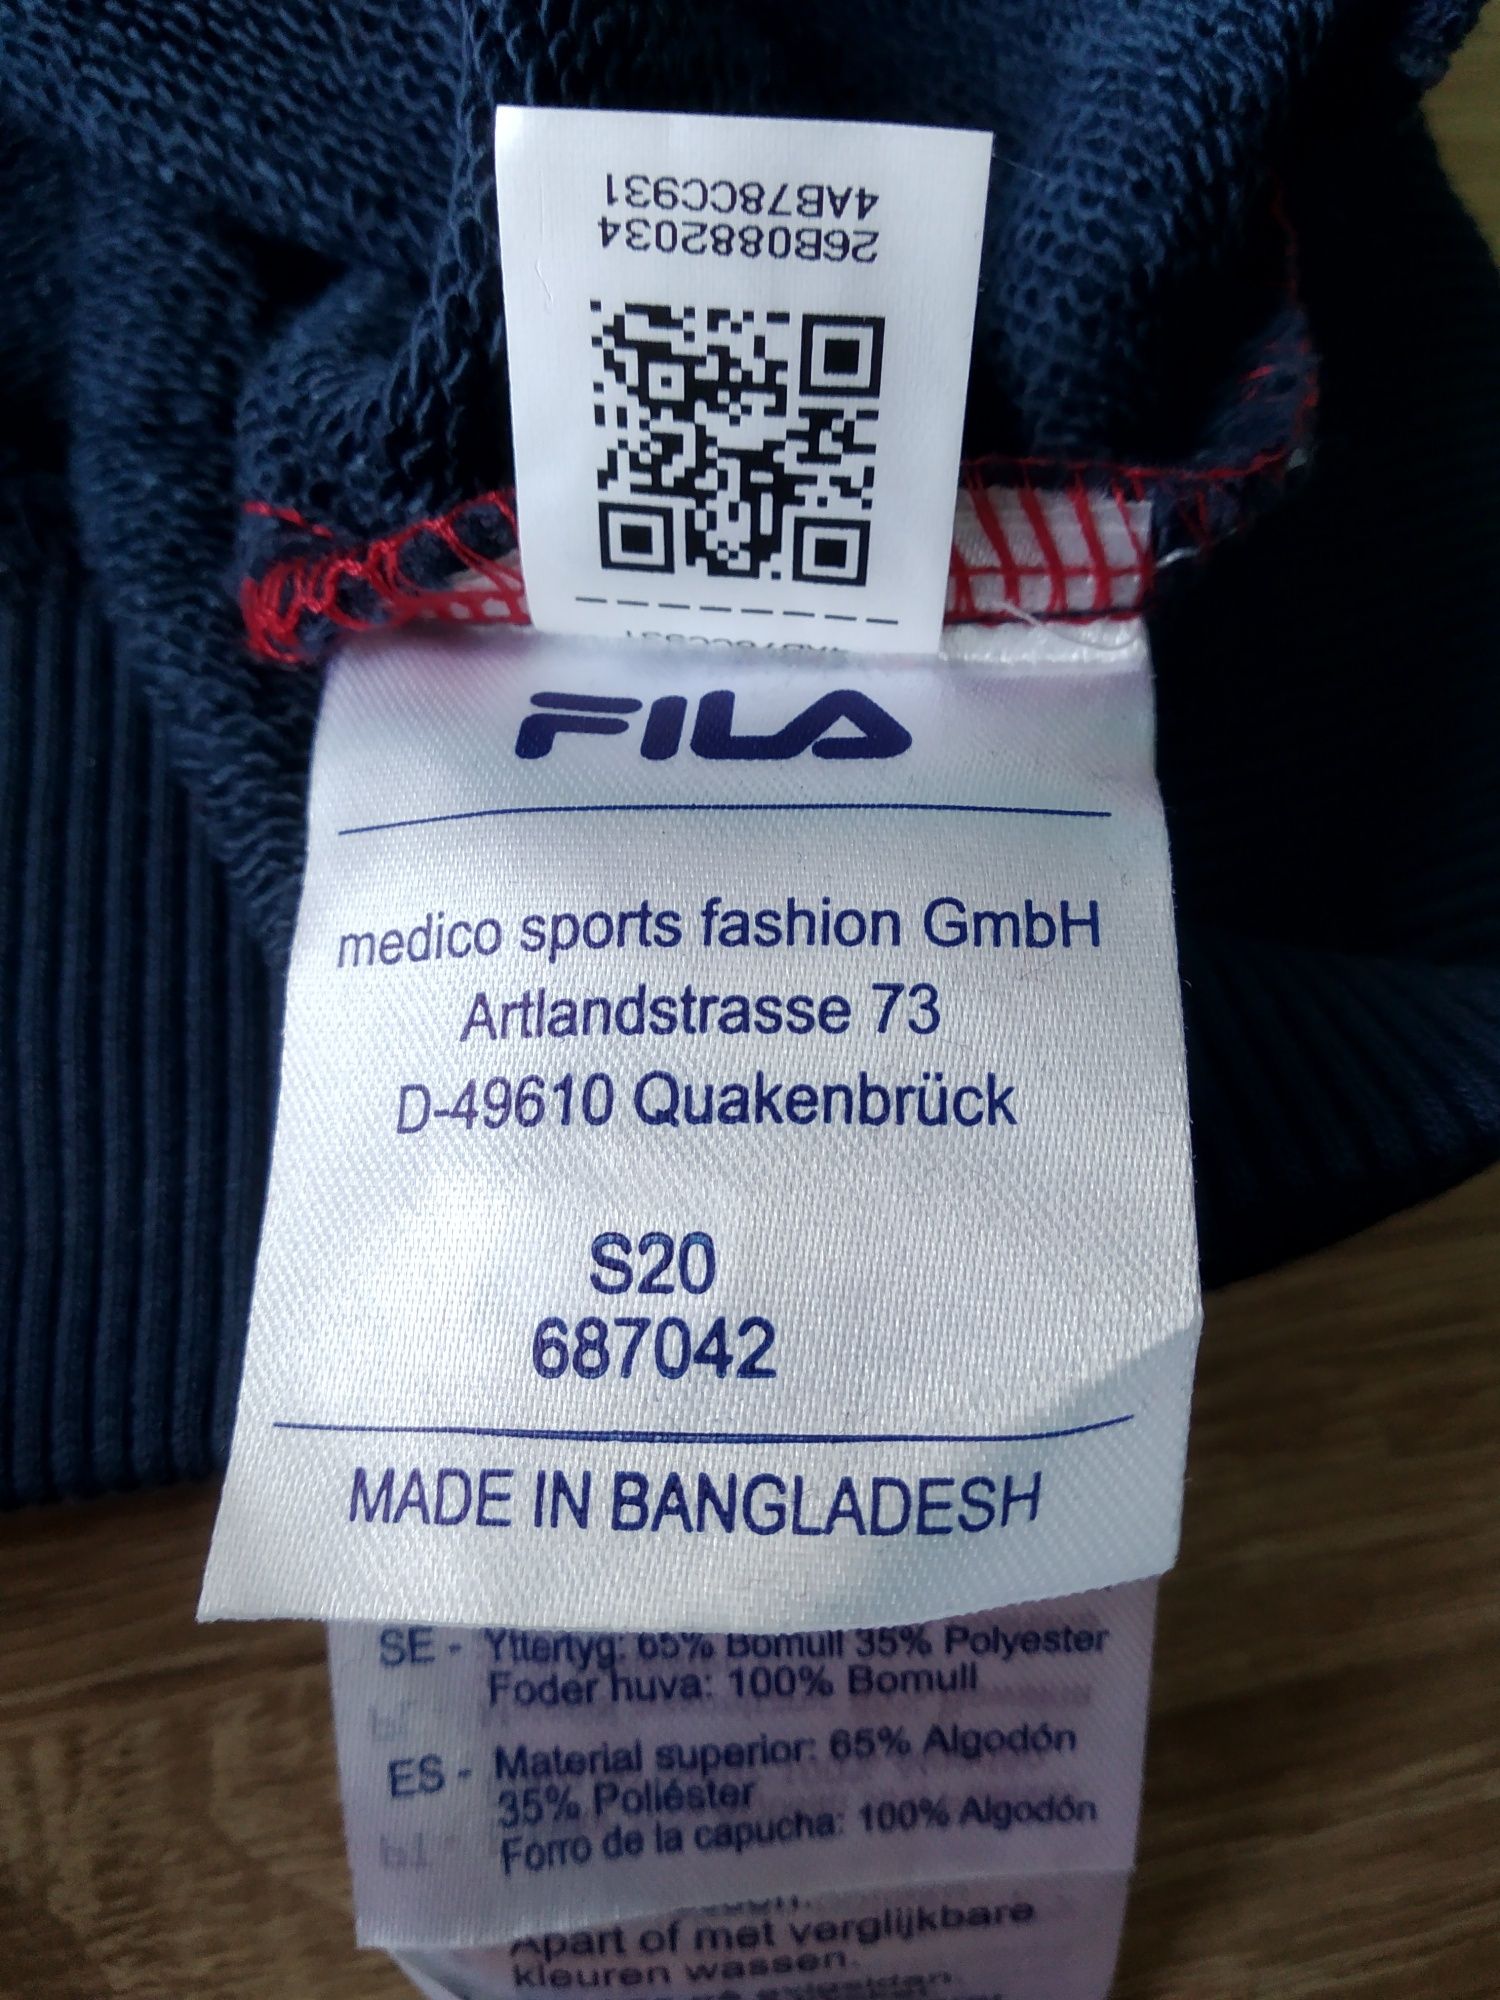 4AB78CC931
26B0882034
4AB78CC931
FILA
medico sports fashion GmbH
Artlandstrasse 73
D-49610 Quakenbrück
S20
687042
MADE IN BANGLADESH
SE - Yttertyg: 65% Bomull 35% Polyester
Foder huva: 100% Bomull
ES - Material superior: 65% Algodón
35% Poliéster
Forro de la capucha: 100% Algodón
Apart of met verglijkbare
kleuren wassen.